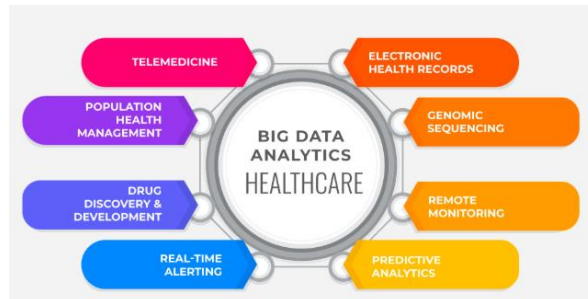 TELEMEDICINE
ELECTRONIC
HEALTH RECORDS
POPULATION
HEALTH
MANAGEMENT
GENOMIC
SEQUENCING
BIG DATA
ANALYTICS
HEALTHCARE
DRUG
DISCOVERY &
DEVELOPMENT
REMOTE
MONITORING
REAL-TIME
ALERTING
PREDICTIVE
ANALYTICS